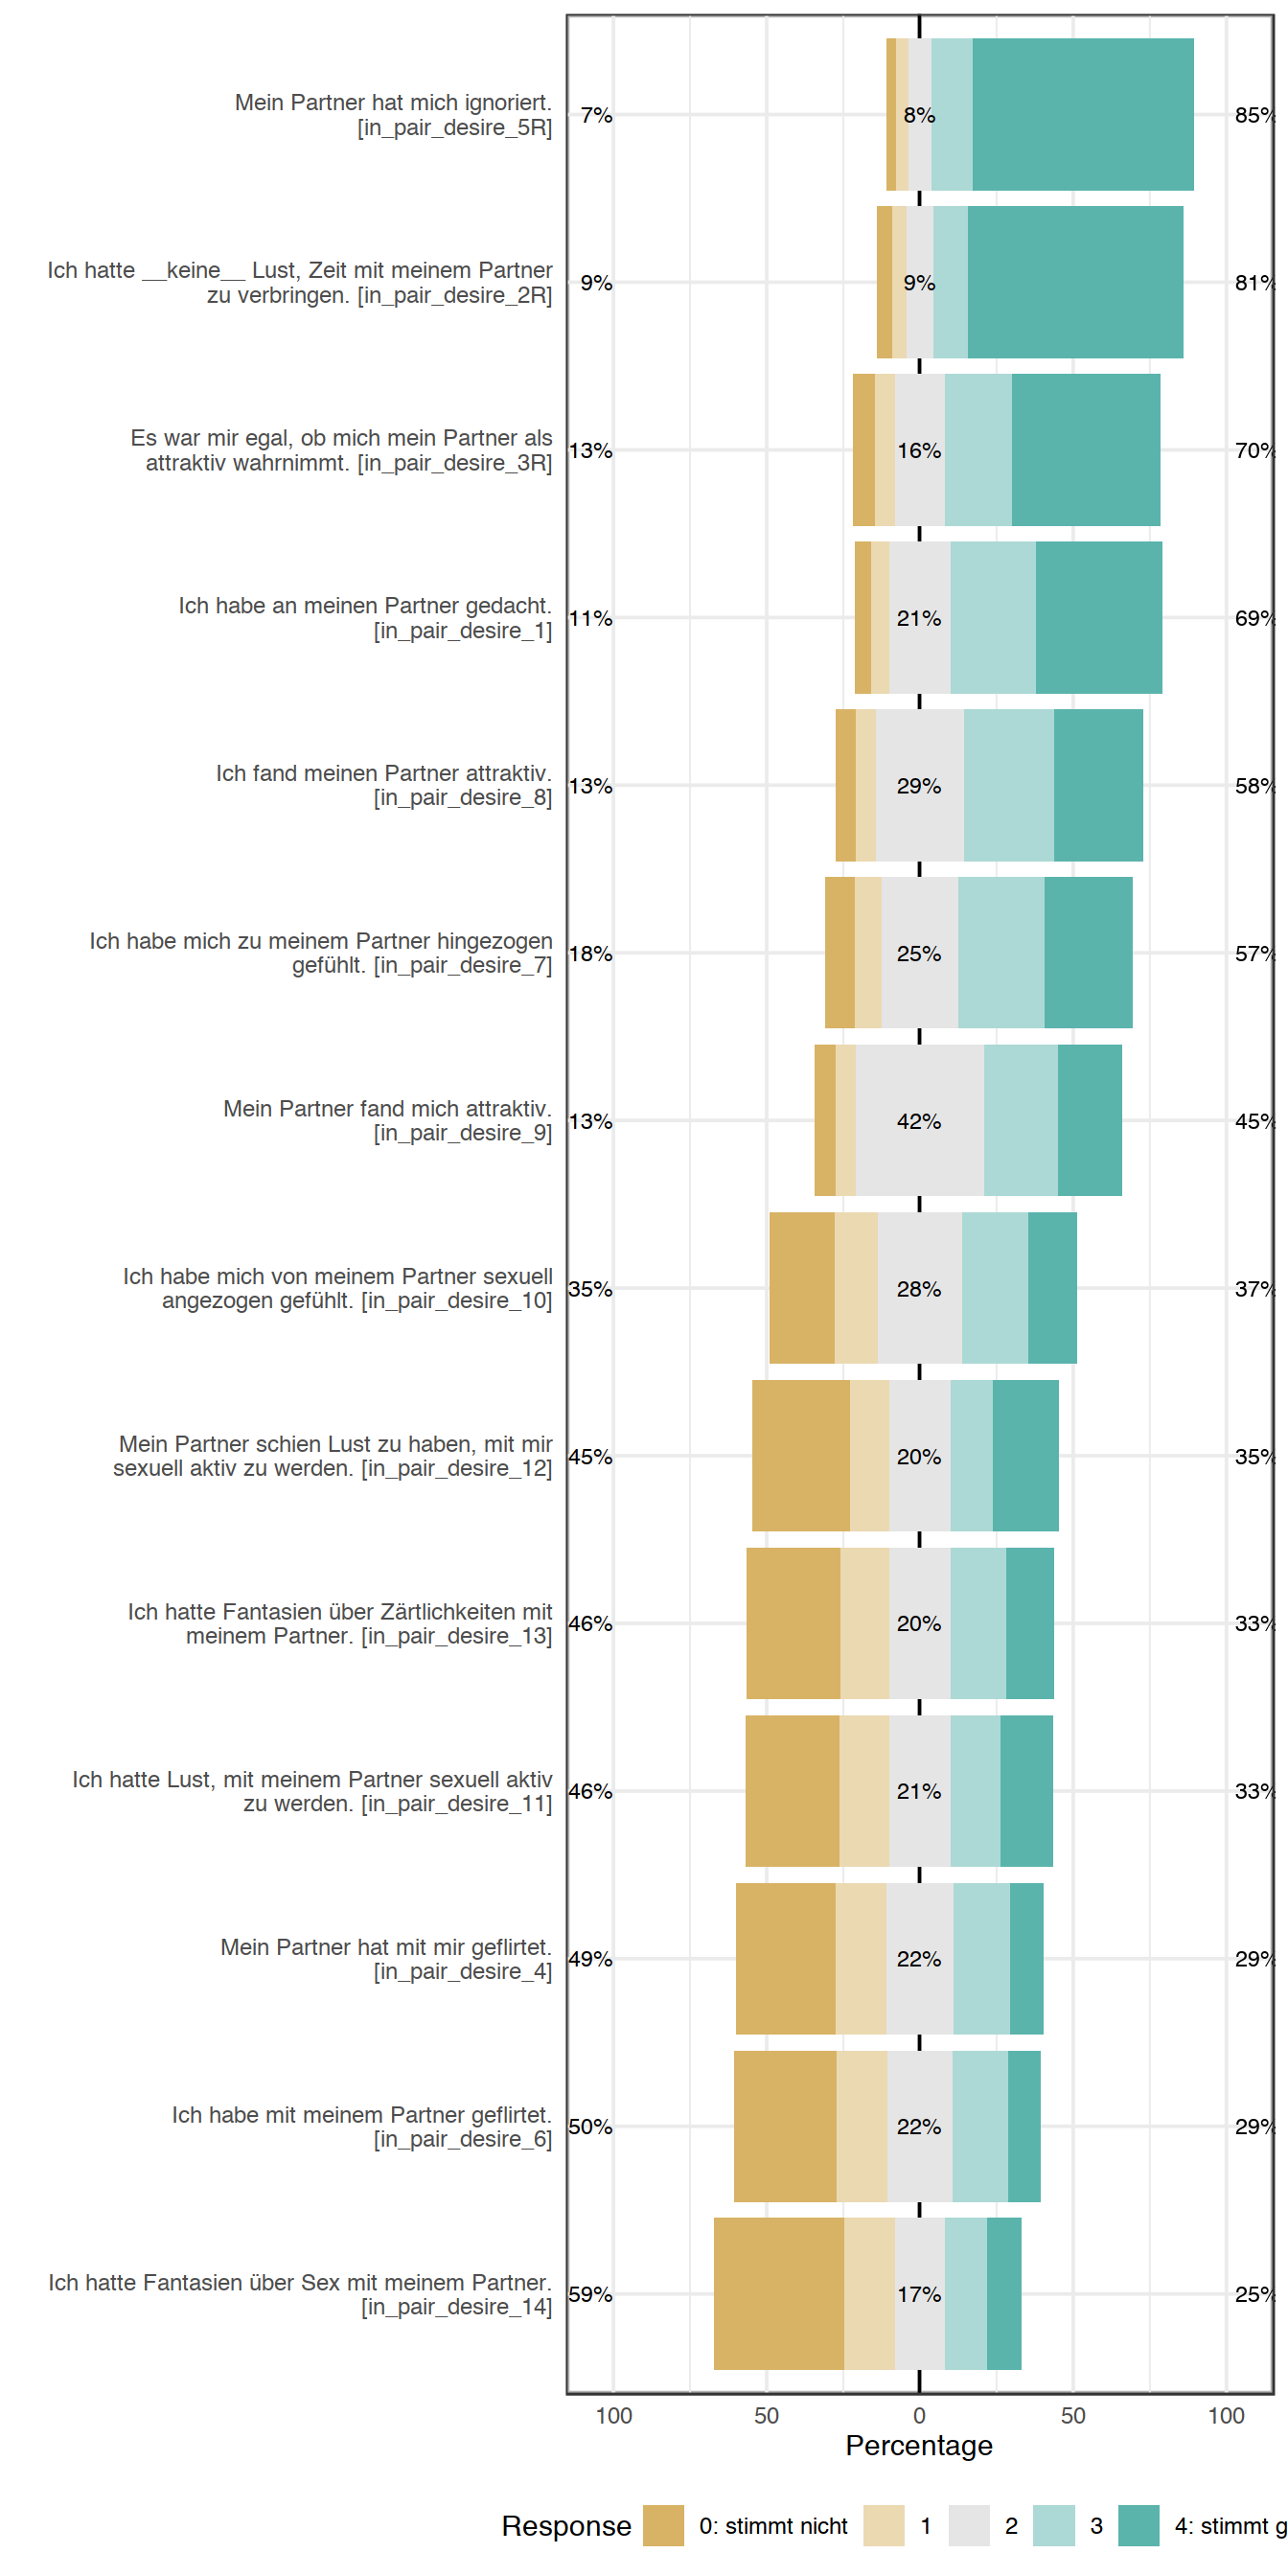 Mein Partner hat mich ignoriert.
[in_pair_desire_5R]
7%
8%
85%
Ich hatte __keine__ Lust, Zeit mit meinem Partner
zu verbringen. [in_pair_desire_2R]
9%
9%
81%
Es war mir egal, ob mich mein Partner als
attraktiv wahrnimmt. [in_pair_desire_3R]
13%
16%
70%
Ich habe an meinen Partner gedacht.
[in_pair_desire_1]
11%
21%
69%
Ich fand meinen Partner attraktiv.
[in_pair_desire_8]
13%
29%
58%
Ich habe mich zu meinem Partner hingezogen
gefühlt. [in_pair_desire_7]
18%
25%
57%
Mein Partner fand mich attraktiv.
[in_pair_desire_9]
13%
42%
45%
Ich habe mich von meinem Partner sexuell
angezogen gefühlt. [in_pair_desire_10]
35%
28%
37%
Mein Partner schien Lust zu haben, mit mir
sexuell aktiv zu werden. [in_pair_desire_12]
45%
20%
35%
Ich hatte Fantasien über Zärtlichkeiten mit
meinem Partner. [in_pair_desire_13]
46%
20%
33%
Ich hatte Lust, mit meinem Partner sexuell aktiv
zu werden. [in_pair_desire_11]
46%
21%
33%
Mein Partner hat mit mir geflirtet.
[in_pair_desire_4]
49%
22%
29%
Ich habe mit meinem Partner geflirtet.
[in_pair_desire_6]
50%
22%
29%
Ich hatte Fantasien über Sex mit meinem Partner.
[in_pair_desire_14]
59%
17%
25%
100 50 0 50 100
Percentage
Response 0: stimmt nicht 1 2 3 4: stimmt